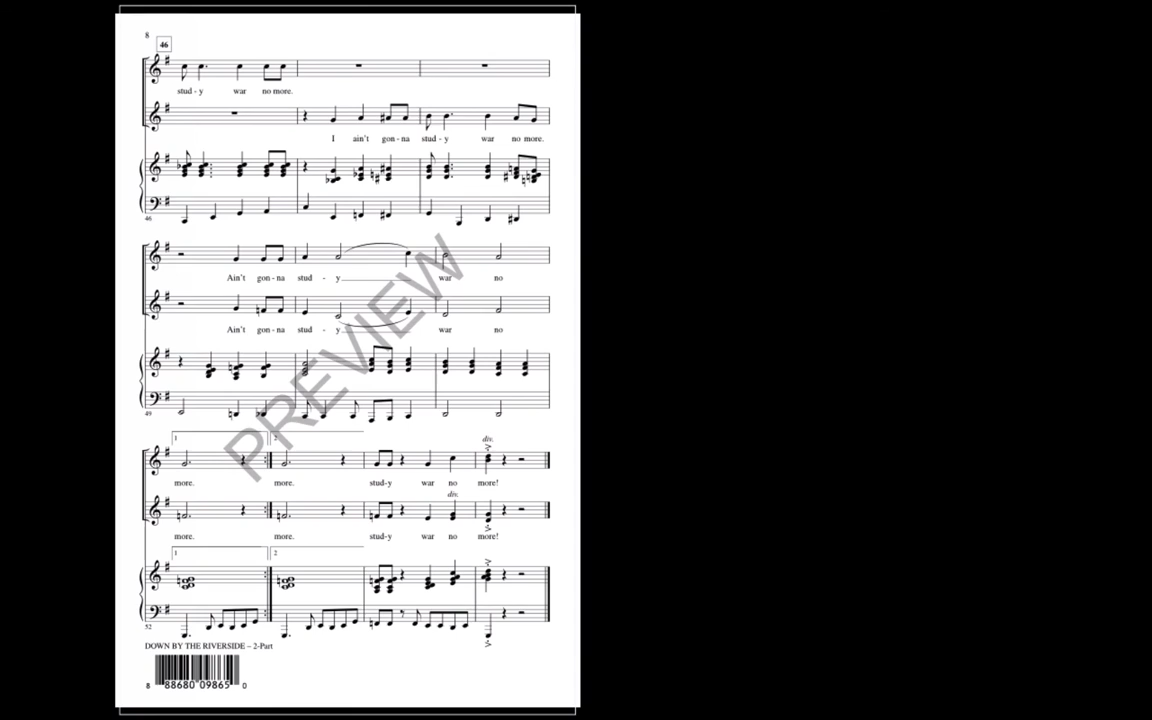 8
46
stud - y war no more.
I ain't gon - na stud - y war no more.
46
Ain't gon - na stud - y war no
Ain't gon - na stud - y war no
PREVIEW
49
1 2 div.
more. more. stud-y war no more!
div.
more. more. stud-y war no more!
1 2
52
DOWN BY THE RIVERSIDE – 2-Part
8 88680 09865 0